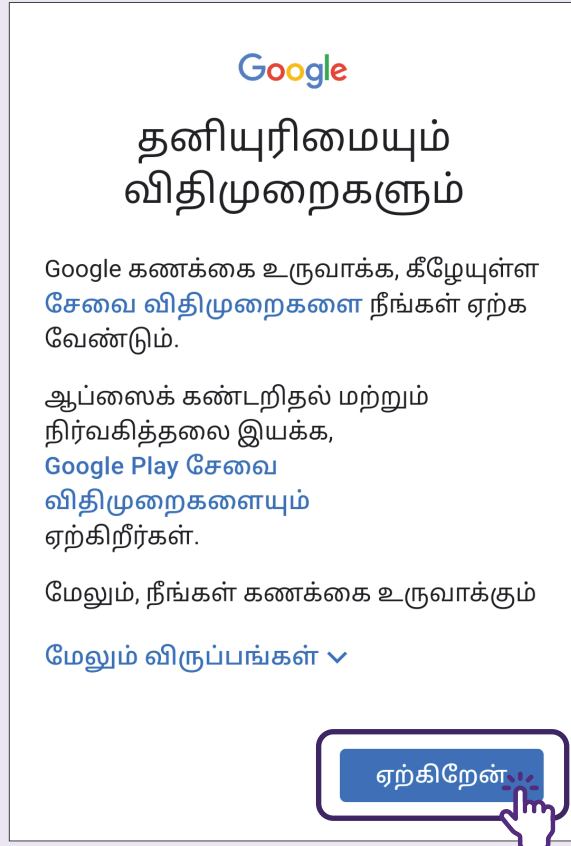 Google
தனியுரிமையும்
விதிமுறைகளும்
Google கணக்கை உருவாக்க, கீழேயுள்ள
சேவை விதிமுறைகளை நீங்கள் ஏற்க
வேண்டும்.
ஆப்ஸைக் கண்டறிதல் மற்றும்
நிர்வகித்தலை இயக்க,
Google Play சேவை
விதிமுறைகளையும்
ஏற்கிறீர்கள்.
மேலும், நீங்கள் கணக்கை உருவாக்கும்
மேலும் விருப்பங்கள்
ஏற்கிறேன்